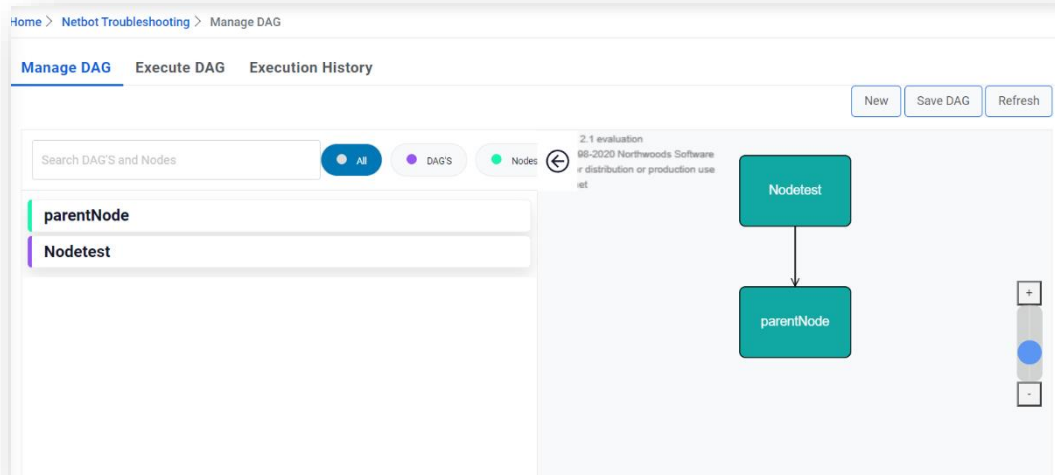 Home > Netbot Troubleshooting > Manage DAG
Manage DAG Execute DAG Execution History
New Save DAG Refresh
Search DAG'S and Nodes
All DAG'S Nodes
2.1 evaluation
98-2020 Northwoods Software
r distribution or production use
et
parentNode
Nodetest
Nodetest
parentNode
+
-